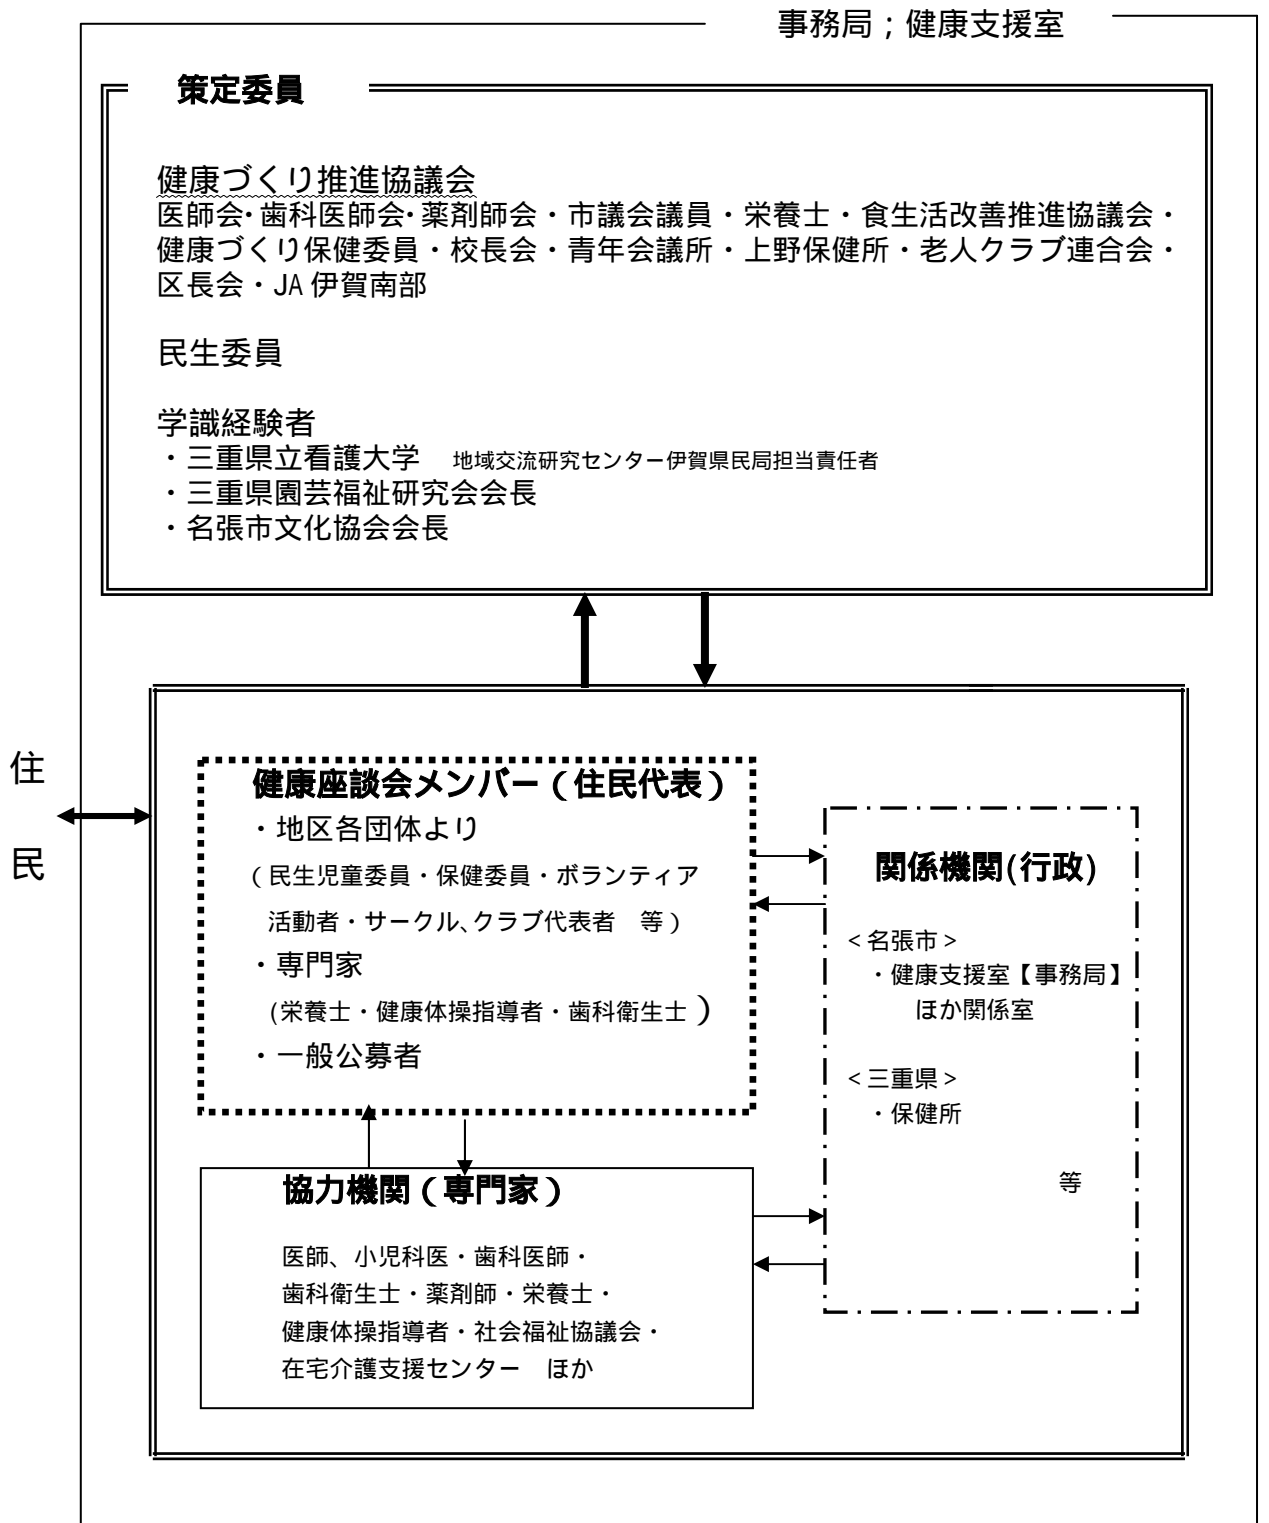 事務局；健康支援室
策定委員
健康づくり推進協議会
医師会・歯科医師会・薬剤師会・市議会議員・栄養士・食生活改善推進協議会・
健康づくり保健委員・校長会・青年会議所・上野保健所・老人クラブ連合会・
区長会・JA 伊賀南部
民生委員
学識経験者
・三重県立看護大学　地域交流研究センター伊賀県民局担当責任者
・三重県園芸福祉研究会会長
・名張市文化協会会長
住
民
健康座談会メンバー（住民代表）
・地区各団体より
（民生児童委員・保健委員・ボランティア
活動者・サークル、クラブ代表者　等）
・専門家
(栄養士・健康体操指導者・歯科衛生士）
・一般公募者
関係機関(行政)
＜名張市＞
・健康支援室【事務局】
ほか関係室
＜三重県＞
・保健所
等
協力機関（専門家）
医師、小児科医・歯科医師・
歯科衛生士・薬剤師・栄養士・
健康体操指導者・社会福祉協議会・
在宅介護支援センター　ほか